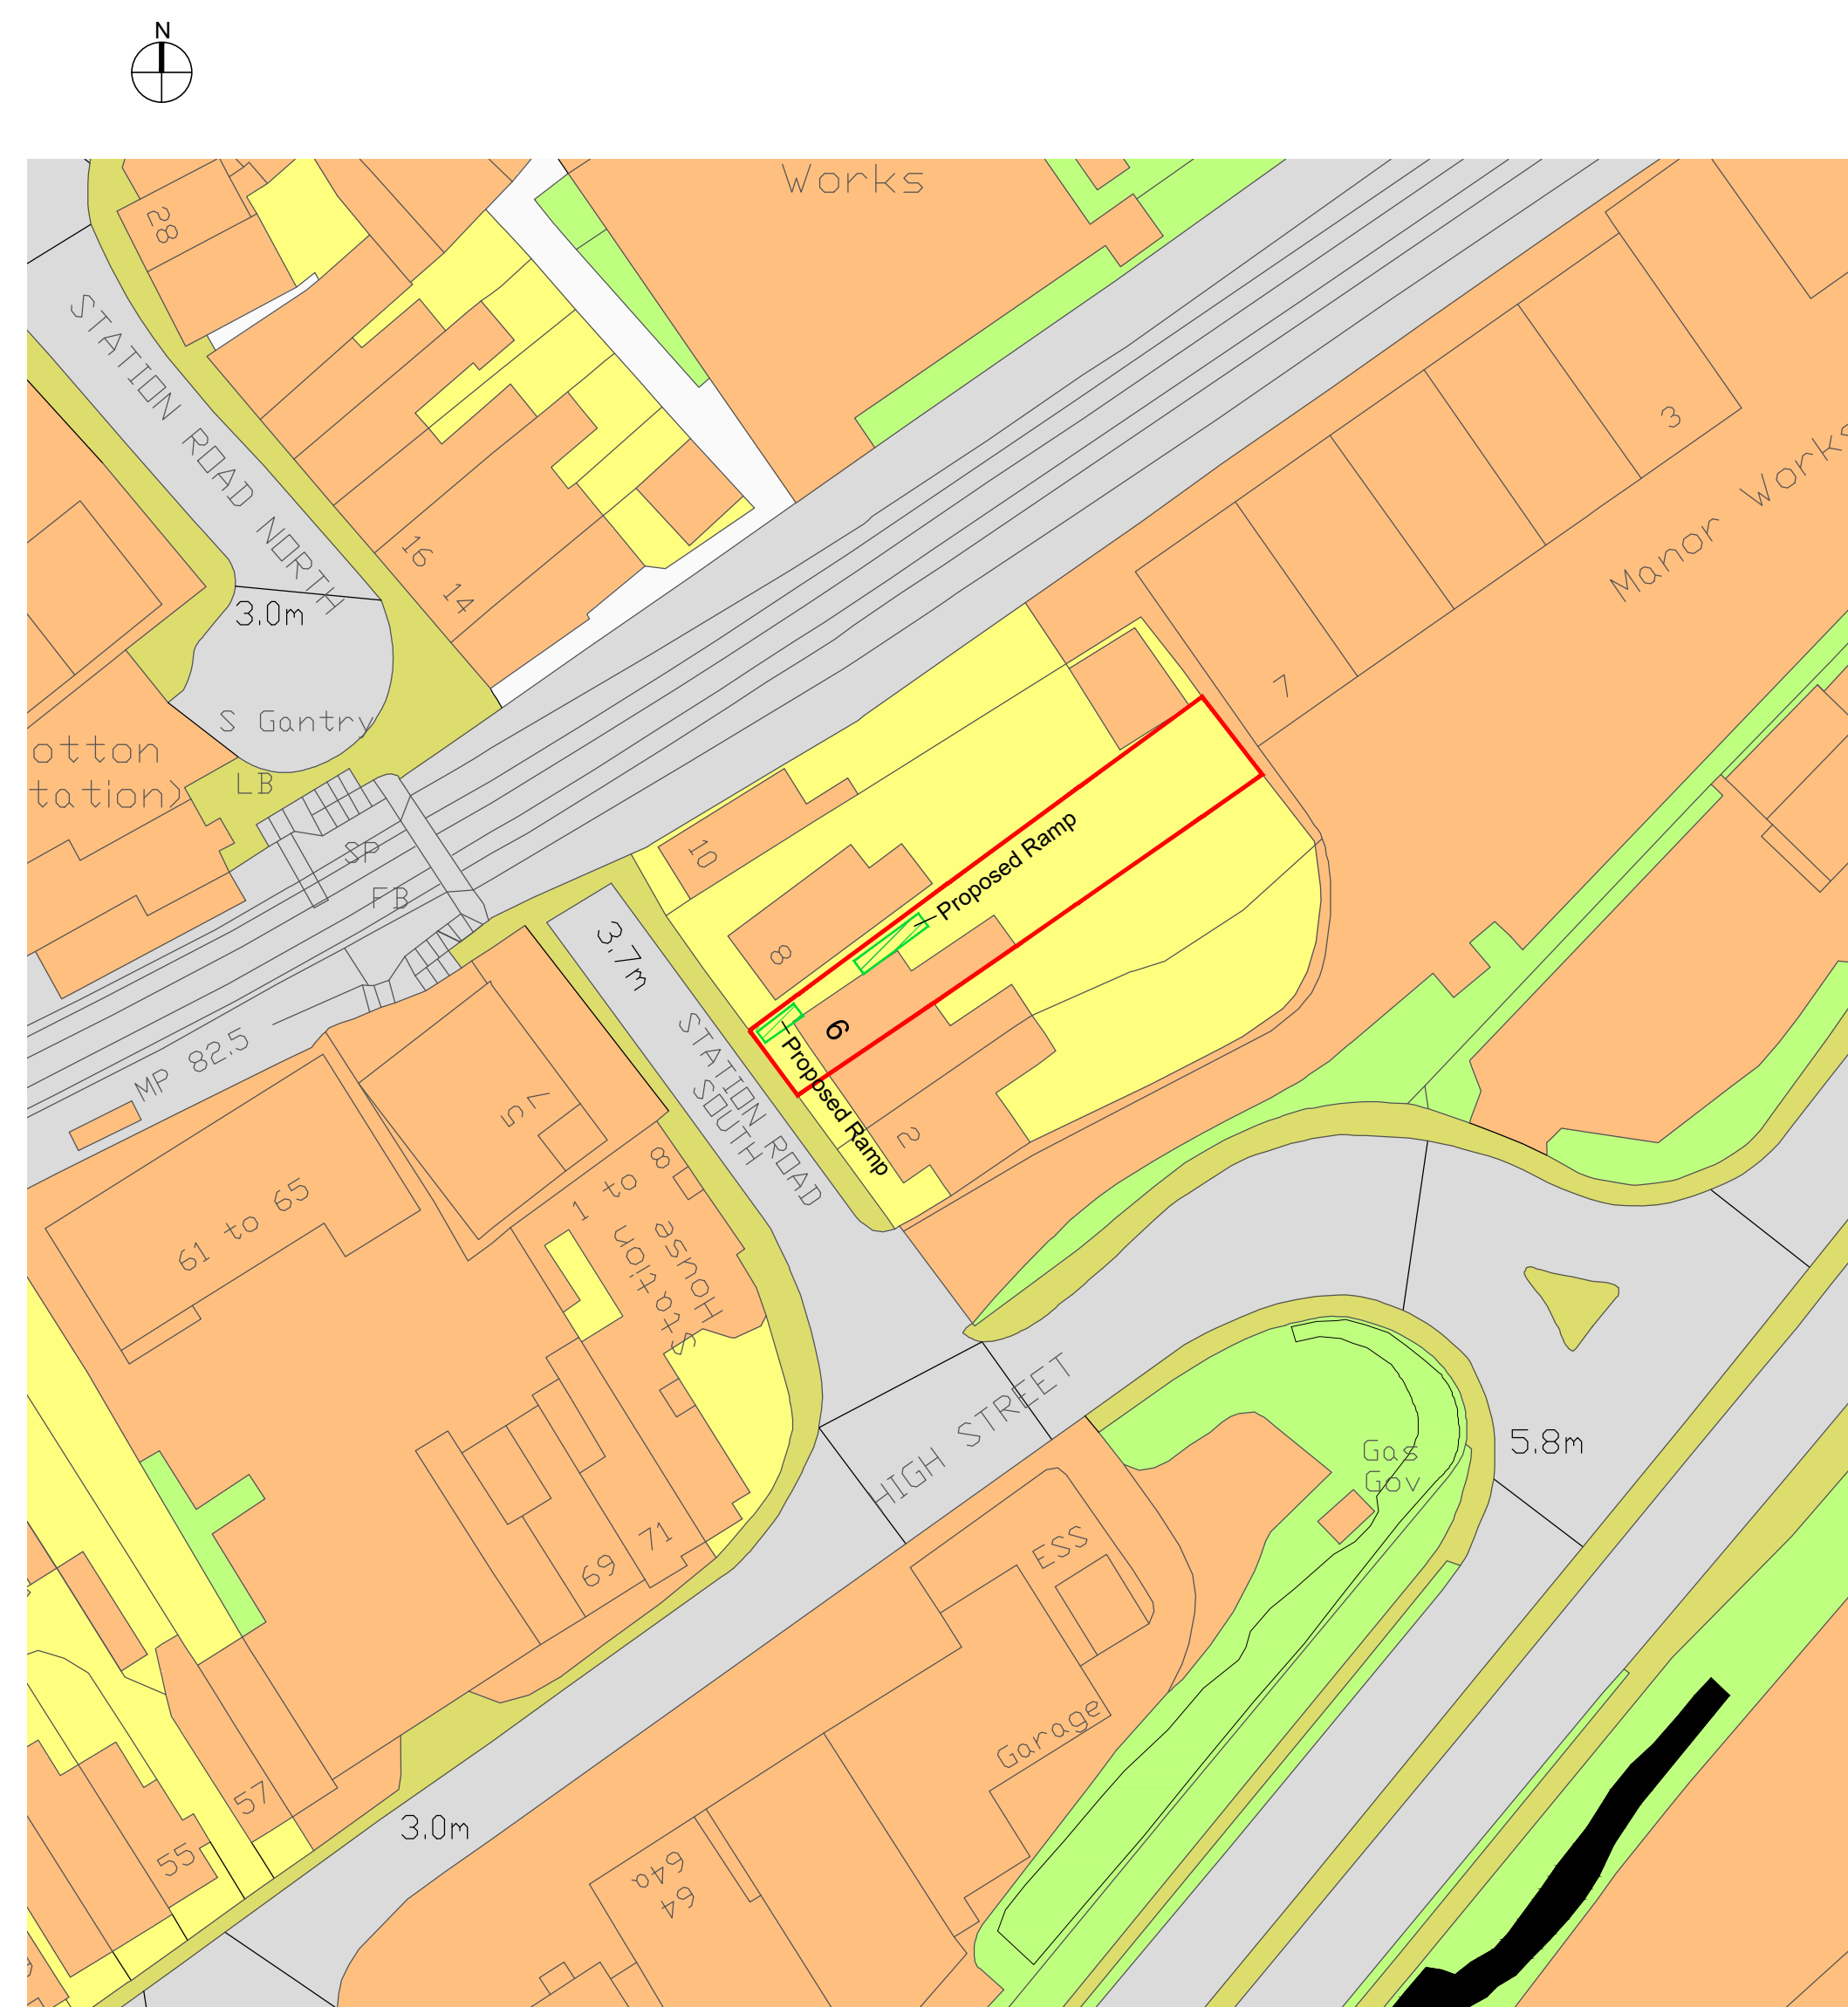 N
Works
28
STATION ROAD NORTH
3
Manor Works
16
14
3.0m
7
S Gantry
otton
tation)
LB
SP
FB
10
8
Proposed Ramp
3.7m
6
Proposed Ramp
MP 82.5
STATION ROAD
SOUTH
75
2
1 to 8
Station
House
61 to 65
HIGH STREET
Gas
Gov
5.8m
ESS
69
71
Garage
57
55
3.0m
64a
64